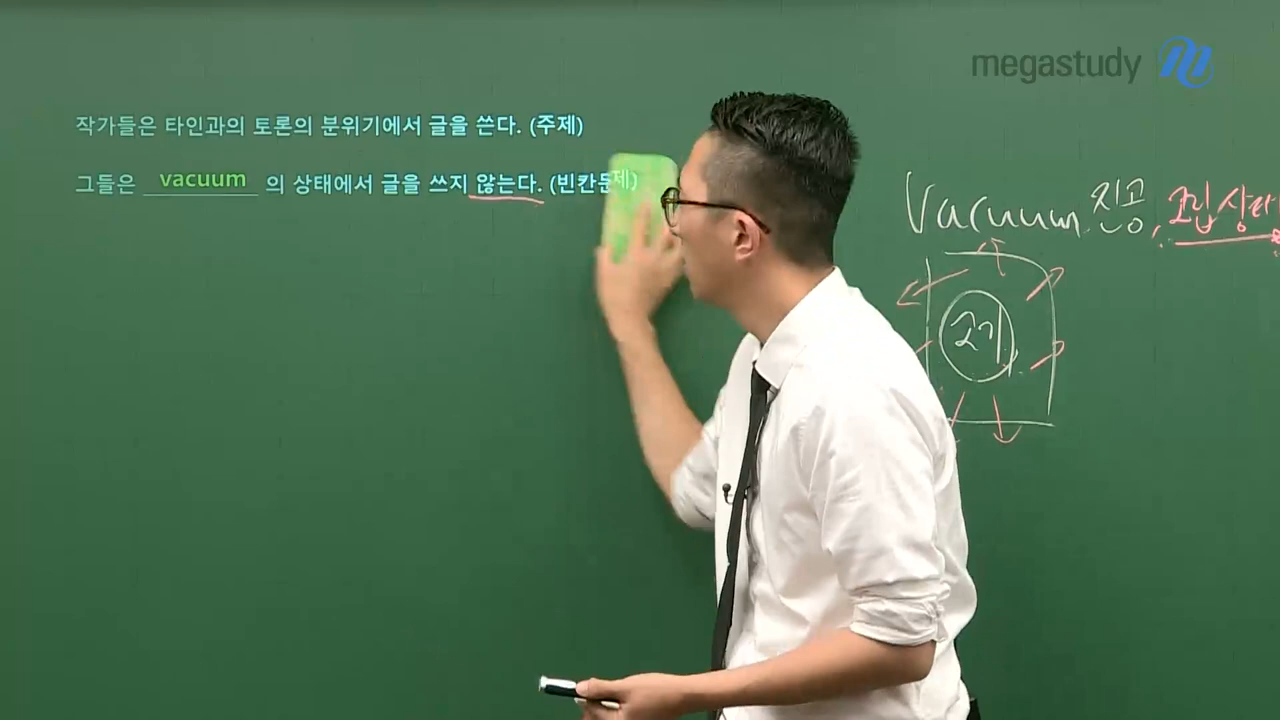 megastudy
작가들은 타인과의 토론의 분위기에서 글을 쓴다. (주제)
그들은 vacuum 의 상태에서 글을 쓰지 않는다. (빈칸문제)
Vacuum 진공, 고립상태
공기